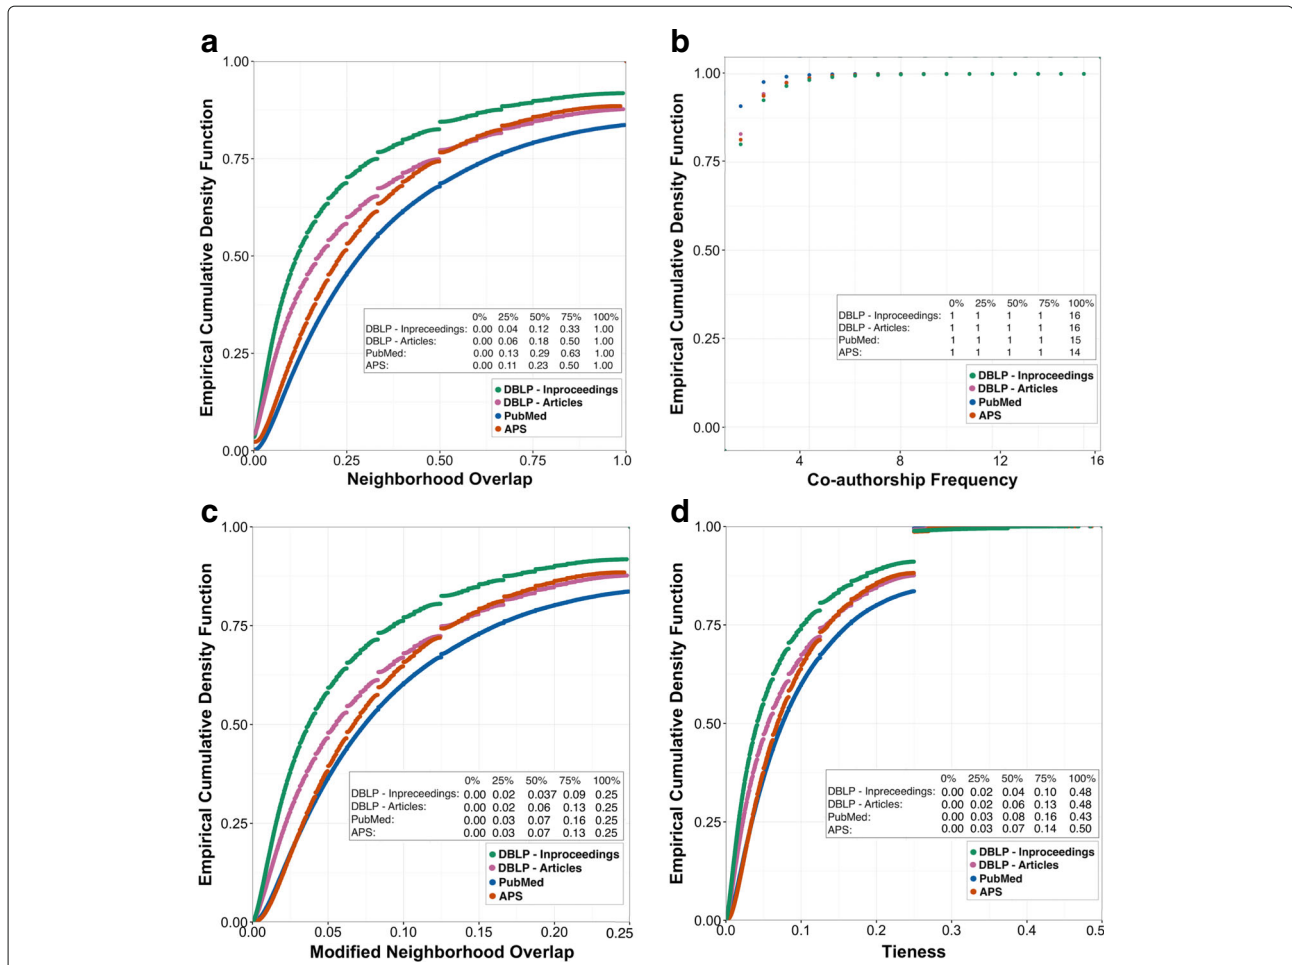 a
Empirical Cumulative Density Function
1.00
0.75
0.50
0.25
0.00
0% 25% 50% 75% 100%
DBLP - Inpreceedings: 0.00 0.04 0.12 0.33 1.00
DBLP - Articles: 0.00 0.06 0.18 0.50 1.00
PubMed: 0.00 0.13 0.29 0.63 1.00
APS: 0.00 0.11 0.23 0.50 1.00
DBLP - Inproceedings
DBLP - Articles
PubMed
APS
0.00 0.25 0.50 0.75 1.0
Neighborhood Overlap
b
Empirical Cumulative Density Function
1.00
0.75
0.50
0.25
0.00
0% 25% 50% 75% 100%
DBLP - Inpreceedings: 1 1 1 1 16
DBLP - Articles: 1 1 1 1 16
PubMed: 1 1 1 1 15
APS: 1 1 1 1 14
DBLP - Inproceedings
DBLP - Articles
PubMed
APS
4 8 12 16
Co-authorship Frequency
c
Empirical Cumulative Density Function
1.00
0.75
0.50
0.25
0.00
0% 25% 50% 75% 100%
DBLP - Inpreceedings: 0.00 0.02 0.037 0.09 0.25
DBLP - Articles: 0.00 0.02 0.06 0.13 0.25
PubMed: 0.00 0.03 0.07 0.16 0.25
APS: 0.00 0.03 0.07 0.13 0.25
DBLP - Inproceedings
DBLP - Articles
PubMed
APS
0.00 0.05 0.10 0.15 0.20 0.25
Modified Neighborhood Overlap
d
Empirical Cumulative Density Function
1.00
0.75
0.50
0.25
0.00
0% 25% 50% 75% 100%
DBLP - Inpreceedings: 0.00 0.02 0.04 0.10 0.48
DBLP - Articles: 0.00 0.02 0.06 0.13 0.48
PubMed: 0.00 0.03 0.08 0.16 0.43
APS: 0.00 0.03 0.07 0.14 0.50
DBLP - Inproceedings
DBLP - Articles
PubMed
APS
0.0 0.1 0.2 0.3 0.4 0.5
Tieness